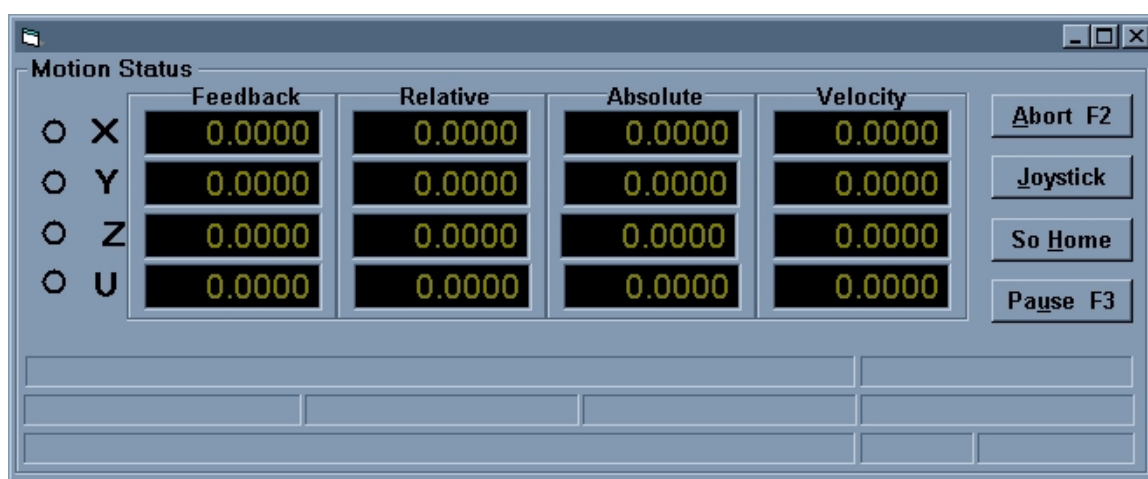 Motion Status
Feedback Relative Absolute Velocity
X 0.0000 0.0000 0.0000 0.0000 Abort F2
Y 0.0000 0.0000 0.0000 0.0000 Joystick
Z 0.0000 0.0000 0.0000 0.0000 So Home
U 0.0000 0.0000 0.0000 0.0000 Pause F3